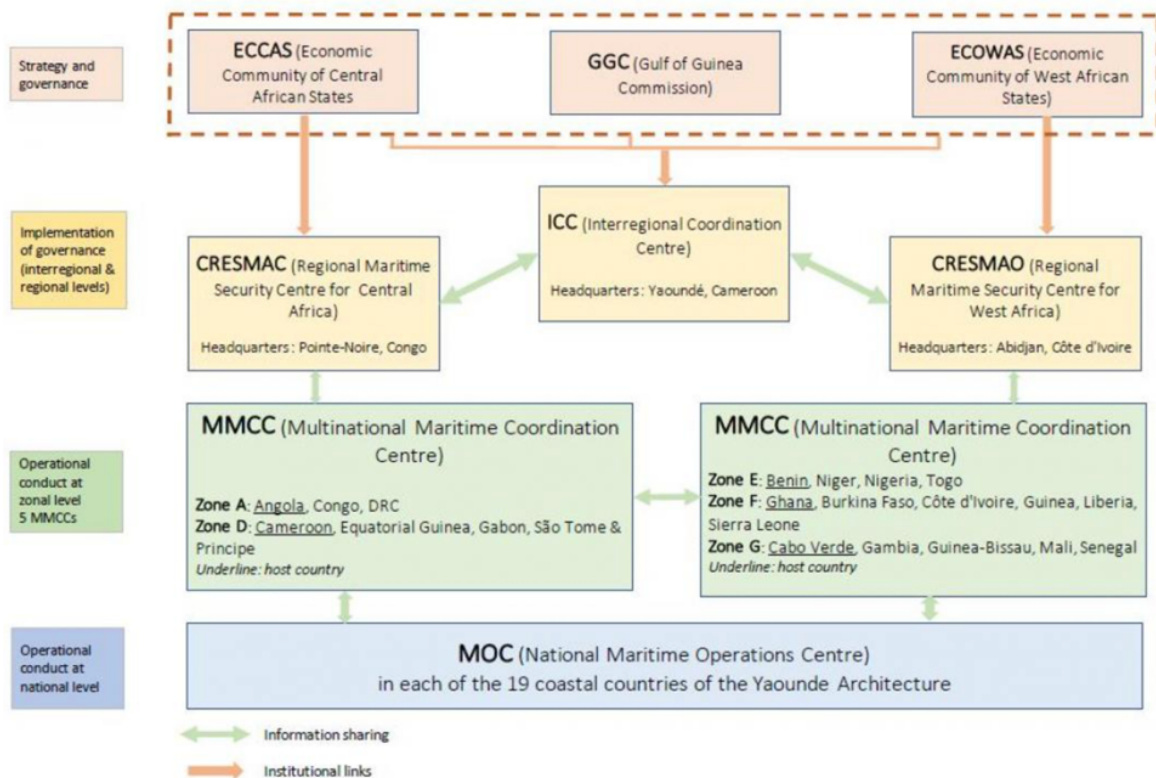 Strategy and
governance
ECCAS (Economic
Community of Central
African States
GGC (Gulf of Guinea
Commission)
ECOWAS (Economic
Community of West African
States)
Implementation
of governance
(interregional &
regional levels)
CRESMAC (Regional Maritime
Security Centre for Central
Africa)
Headquarters : Pointe-Noire, Congo
ICC (Interregional Coordination
Centre)
Headquarters : Yaoundé, Cameroon
CRESMAO (Regional
Maritime Security Centre for
West Africa)
Headquarters : Abidjan, Côte d'Ivoire
Operational
conduct at
zonal level
5 MMCCs
MMCC (Multinational Maritime Coordination
Centre)
Zone A: Angola, Congo, DRC
Zone D: Cameroon, Equatorial Guinea, Gabon, São Tome &
Principe
Underline: host country
MMCC (Multinational Maritime Coordination
Centre)
Zone E: Benin, Niger, Nigeria, Togo
Zone F: Ghana, Burkina Faso, Côte d'Ivoire, Guinea, Liberia,
Sierra Leone
Zone G: Cabo Verde, Gambia, Guinea-Bissau, Mali, Senegal
Underline: host country
Operational
conduct at
national level
MOC (National Maritime Operations Centre)
in each of the 19 coastal countries of the Yaounde Architecture
Information sharing
Institutional links